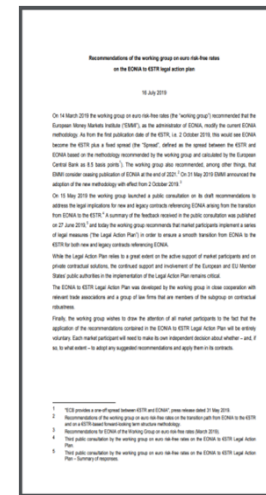 16 July 2019
Recommendations of the working group on euro risk-free rates
on the EONIA to €STR legal action plan
On 14 March 2019 the working group on euro risk-free rates (the "working group") recommended that the
European Money Markets Institute ("EMMI"), as the administrator of EONIA, modify the current EONIA
methodology. As from the first publication date of the €STR, i.e. 2 October 2019, this would see EONIA
become the €STR plus a fixed spread (the "Spread", defined as the spread between the €STR and
EONIA based on the methodology recommended by the working group and calculated by the European
Central Bank as 8.5 basis points¹). The working group also recommended, among other things, that
EMMI consider ceasing publication of EONIA at the end of 2021.² On 31 May 2019 EMMI announced the
adoption of the new methodology with effect from 2 October 2019.³
On 15 May 2019 the working group launched a public consultation on its draft recommendations to
address the legal implications for new and legacy contracts referencing EONIA arising from the transition
from EONIA to the €STR.⁴ A summary of the feedback received in the public consultation was published
on 27 June 2019,⁵ and today the working group recommends that market participants implement a series
of legal measures ("the Legal Action Plan") in order to ensure a smooth transition from EONIA to the
€STR for both new and legacy contracts referencing EONIA.
While the Legal Action Plan relies to a great extent on the active support of market participants and on
private contractual solutions, the continued support and involvement of the European and EU Member
States' public authorities in the implementation of the Legal Action Plan remains critical.
The EONIA to €STR Legal Action Plan was developed by the working group in close cooperation with
relevant trade associations and a group of law firms that are members of the subgroup on contractual
robustness.
Finally, the working group wishes to draw the attention of all market participants to the fact that the
application of the recommendations contained in the EONIA to €STR Legal Action Plan will be entirely
voluntary. Each market participant will need to make its own independent decision about whether – and, if
so, to what extent – to adopt any suggested recommendations and apply them in its contracts.
1 "ECB provides a one-off spread between €STR and EONIA", press release dated 31 May 2019.
2 Recommendations of the working group on euro risk-free rates on the transition path from EONIA to the €STR
and on a €STR-based forward-looking term structure methodology.
3 Recommendations for EONIA of the Working Group on euro risk-free rates (March 2019).
4 Third public consultation by the working group on euro risk-free rates on the EONIA to €STR Legal Action
Plan.
5 Third public consultation by the working group on euro risk-free rates on the EONIA to €STR Legal Action
Plan – Summary of responses.